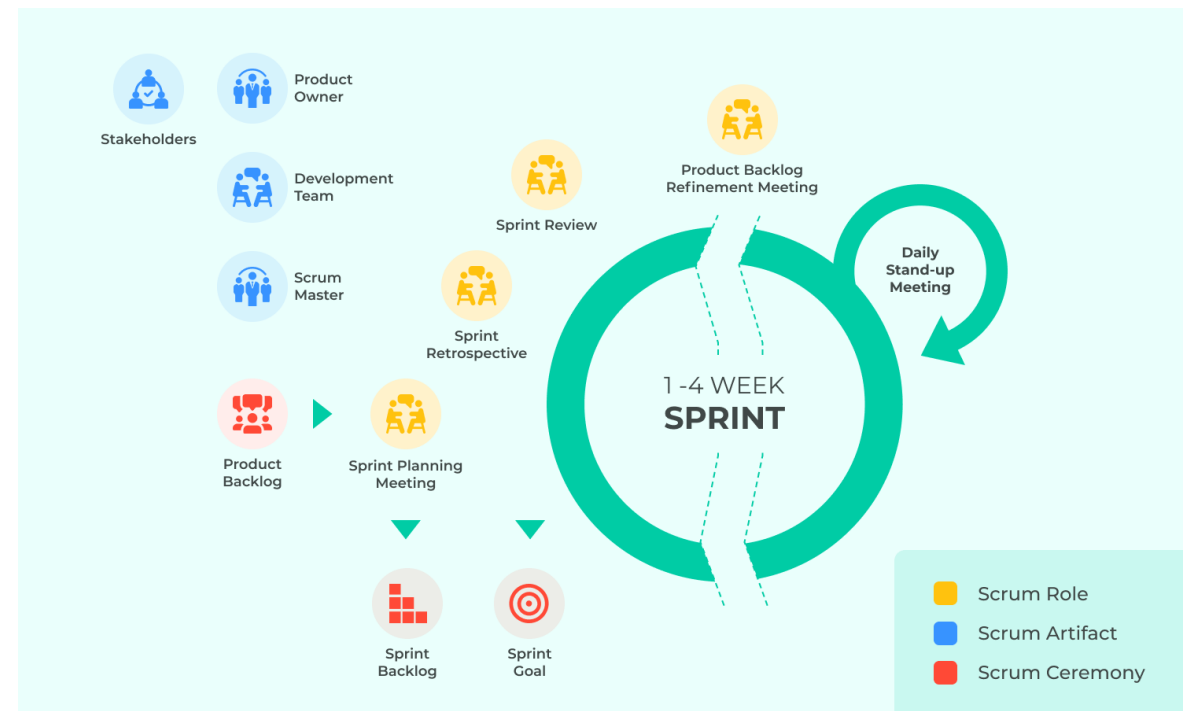 Stakeholders
Product
Owner
Development
Team
Scrum
Master
Sprint Review
Product Backlog
Refinement Meeting
Daily
Stand-up
Meeting
Sprint
Retrospective
1 -4 WEEK
SPRINT
Product
Backlog
Sprint Planning
Meeting
Sprint
Backlog
Sprint
Goal
Scrum Role
Scrum Artifact
Scrum Ceremony